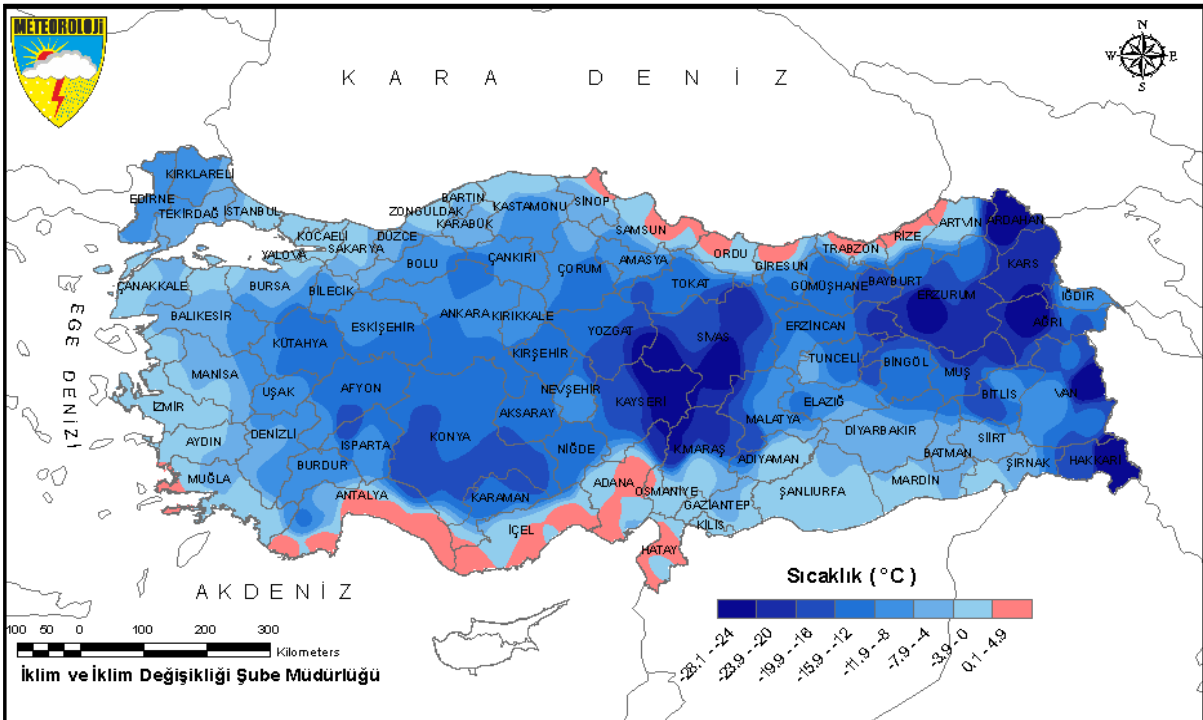 METEOROLOJİ
KARA DENİZ
N
W E
S
KIRKLARELİ
EDİRNE
TEKİRDAĞ
İSTANBUL
KOCAELİ
YALOVA
SAKARYA
DÜZCE
ZONGULDAK
BARTIN
KARABÜK
KASTAMONU
SİNOP
SAMSUN
ORDU
GİRESUN
TRABZON
RİZE
ARTVİN
ARDAHAN
KARS
IĞDIR
AĞRI
ERZURUM
BAYBURT
GÜMÜŞHANE
TOKAT
AMASYA
ÇORUM
ÇANKIRI
BOLU
BİLECİK
BURSA
ÇANAKKALE
BALIKESİR
KÜTAHYA
ESKİŞEHİR
ANKARA
KIRIKKALE
YOZGAT
SİVAS
ERZİNCAN
TUNCELİ
BİNGÖL
MUŞ
BİTLİS
VAN
HAKKARİ
ŞIRNAK
SİİRT
BATMAN
MARDİN
DİYARBAKIR
ELAZIĞ
MALATYA
ADIYAMAN
ŞANLIURFA
GAZİANTEP
KİLİS
K.MARAŞ
OSMANİYE
ADANA
HATAY
İÇEL
KARAMAN
NİĞDE
KAYSERİ
NEVŞEHİR
KIRŞEHİR
AKSARAY
KONYA
AFYON
ISPARTA
BURDUR
ANTALYA
UŞAK
DENİZLİ
MANİSA
İZMİR
AYDIN
MUĞLA
EGE DENİZİ
AKDENİZ
Sıcaklık (°C)
-28.1 - -24
-23.9 - -20
-19.9 - -16
-15.9 - -12
-11.9 - -8
-7.9 - -4
-3.9 - 0
0.1 - 4.9
100 50 0 100 200 300
Kilometers
İklim ve İklim Değişikliği Şube Müdürlüğü